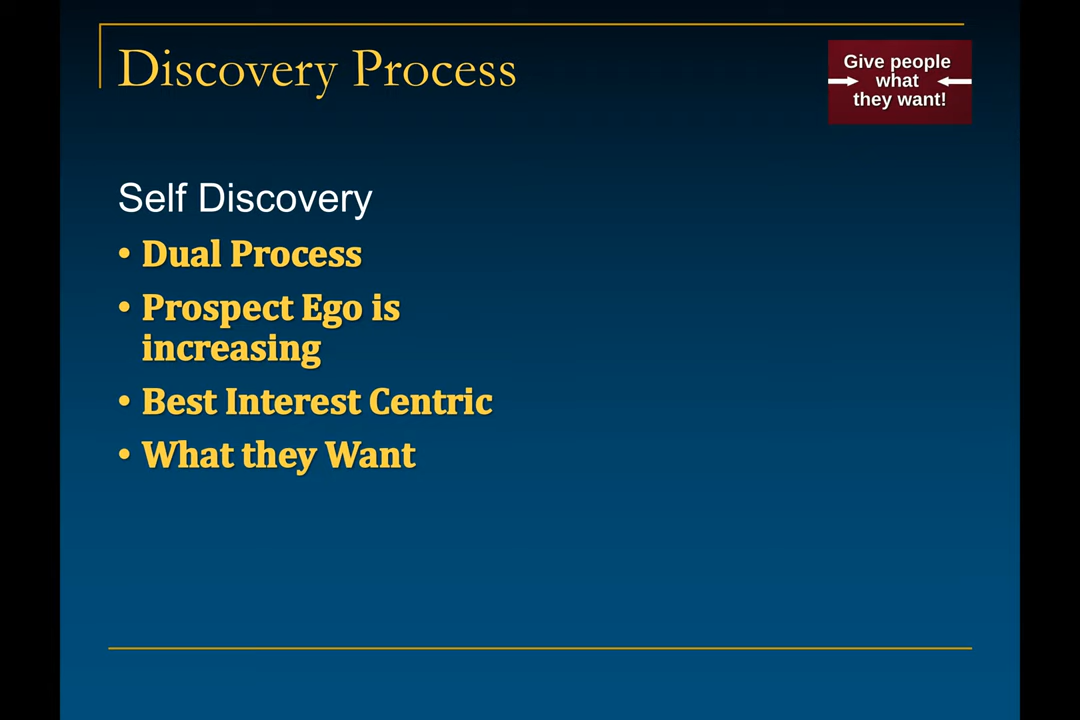 Discovery Process
Give people
what
they want!
Self Discovery
• Dual Process
• Prospect Ego is
increasing
• Best Interest Centric
• What they Want